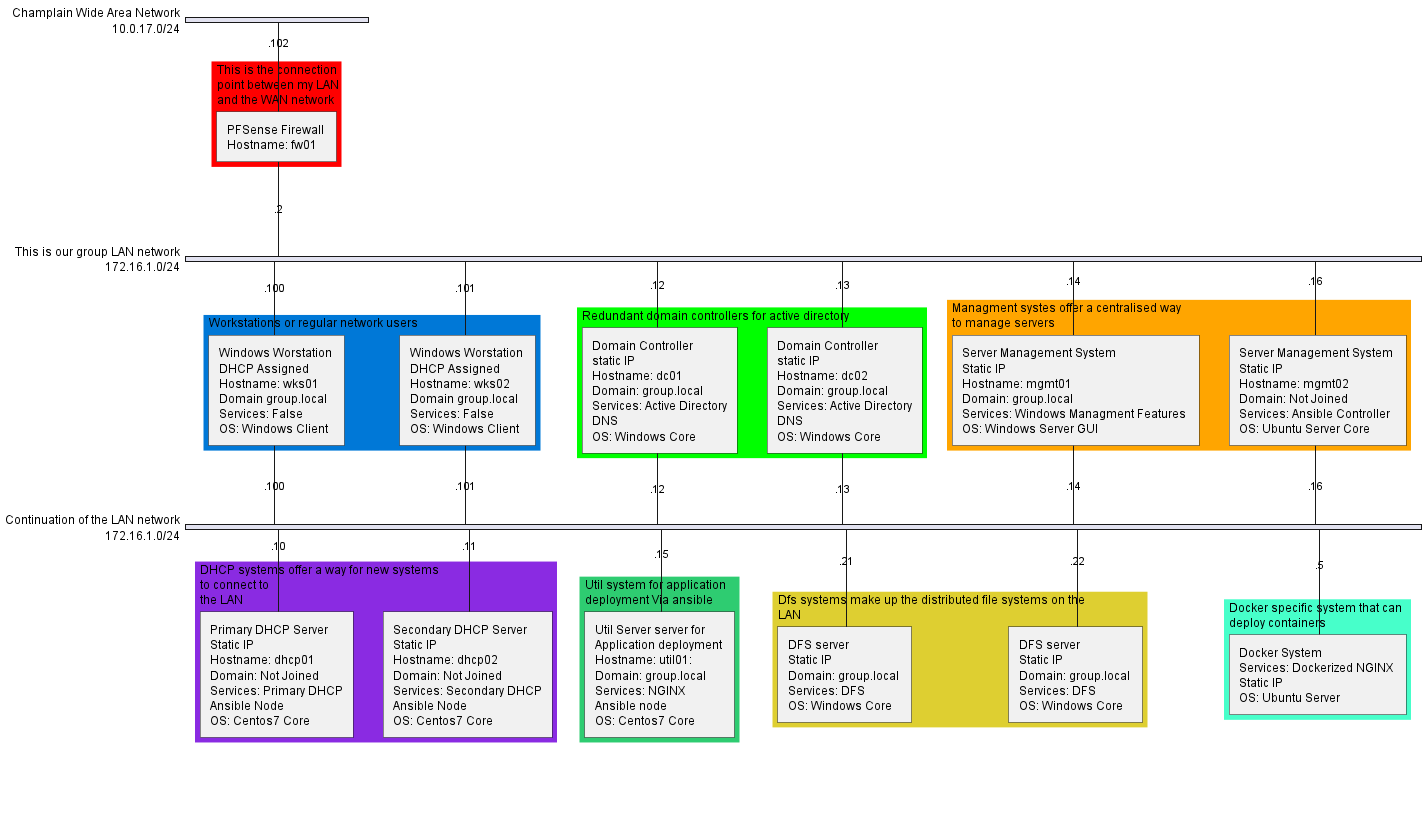 Champlain Wide Area Network
10.0.17.0/24
.102
This is the connection
point between my LAN
and the WAN network
PFSense Firewall
Hostname: fw01
.2
This is our group LAN network
172.16.1.0/24
.100
.101
.12
.13
.14
.16
Workstations or regular network users
Windows Worstation
DHCP Assigned
Hostname: wks01
Domain group.local
Services: False
OS: Windows Client
Windows Worstation
DHCP Assigned
Hostname: wks02
Domain group.local
Services: False
OS: Windows Client
Redundant domain controllers for active directory
Domain Controller
static IP
Hostname: dc01
Domain: group.local
Services: Active Directory
DNS
OS: Windows Core
Domain Controller
static IP
Hostname: dc02
Domain: group.local
Services: Active Directory
DNS
OS: Windows Core
Managment systes offer a centralised way
to manage servers
Server Management System
Static IP
Hostname: mgmt01
Domain: group.local
Services: Windows Managment Features
OS: Windows Server GUI
Server Management System
Static IP
Hostname: mgmt02
Domain: Not Joined
Services: Ansible Controller
OS: Ubuntu Server Core
.100
.101
.12
.13
.14
.16
Continuation of the LAN network
172.16.1.0/24
.10
.11
.15
.21
.22
.5
DHCP systems offer a way for new systems
to connect to
the LAN
Primary DHCP Server
Static IP
Hostname: dhcp01
Domain: Not Joined
Services: Primary DHCP
Ansible Node
OS: Centos7 Core
Secondary DHCP Server
Static IP
Hostname: dhcp02
Domain: Not Joined
Services: Secondary DHCP
Ansible Node
OS: Centos7 Core
Util system for application
deployment Via ansible
Util Server server for
Application deployment
Hostname: util01:
Domain: group.local
Services: NGINX
Ansible node
OS: Centos7 Core
Dfs systems make up the distributed file systems on the
LAN
DFS server
Static IP
Domain: group.local
Services: DFS
OS: Windows Core
DFS server
Static IP
Domain: group.local
Services: DFS
OS: Windows Core
Docker specific system that can
deploy containers
Docker System
Services: Dockerized NGINX
Static IP
OS: Ubuntu Server